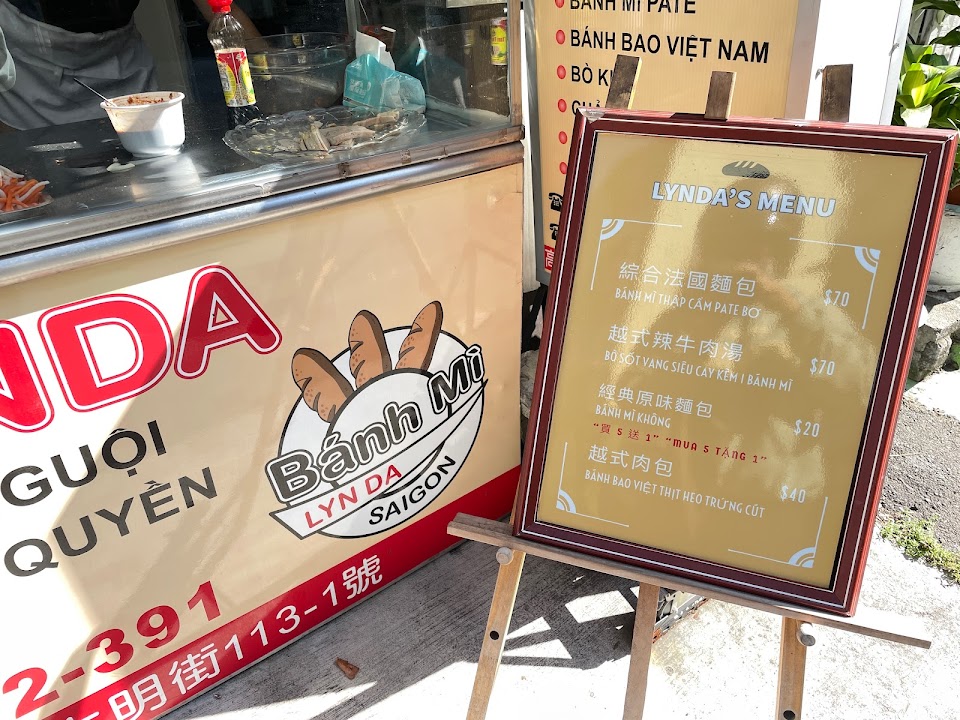 BÁNH MÌ PATE
BÁNH BAO VIỆT NAM
LYNDA'S MENU
綜合法國麵包 $70
BÁNH MÌ THẬP CẨM PATE BƠ
越式辣牛肉湯 $70
BÒ SỐT VANG SIÊU CAY KÈM 1 BÁNH MÌ
經典原味麵包 $20
BÁNH MÌ KHÔNG
"買 5 送 1" "MUA 5 TẶNG 1"
越式肉包 $40
BÁNH BAO VIỆT THỊT HEO TRỨNG CÚT
NDA
GUỘI
QUYỀN
Bánh Mì
LYN DA
SAIGON
2-391
明街113-1號